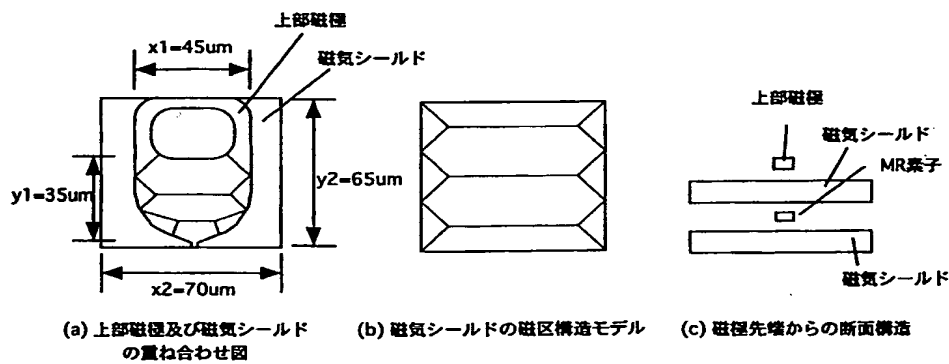 上部磁極
x1=45um
磁気シールド
y1=35um
y2=65um
x2=70um
(a) 上部磁極及び磁気シールド
の重ね合わせ図
(b) 磁気シールドの磁区構造モデル
上部磁極
磁気シールド
MR素子
磁気シールド
(c) 磁極先端からの断面構造